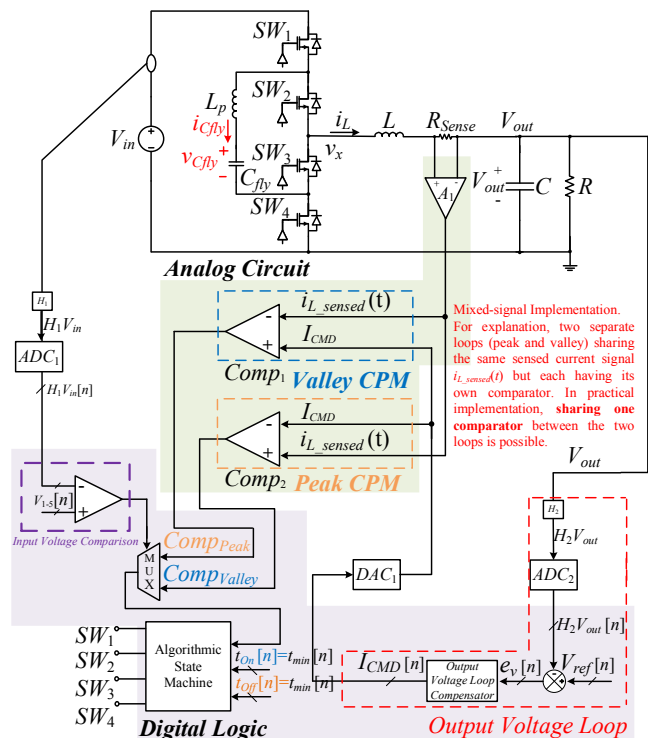 SW1
Lp
iCfly
SW2
iL
L
RSense
Vout
Vin
vCfly
+
-
Cfly
SW3
vx
+ -
A1
Vout
+
-
C
R
SW4
Analog Circuit
H1
H1Vin
ADC1
H1Vin[n]
- iL_sensed(t)
+ ICMD
Comp1
Valley CPM
- ICMD
+ iL_sensed(t)
Comp2
Peak CPM
Mixed-signal Implementation.
For explanation, two separate
loops (peak and valley) sharing
the same sensed current signal
iL_sensed(t) but each having its
own comparator. In practical
implementation, sharing one
comparator between the two
loops is possible.
Vout
H2
H2Vout
ADC2
H2Vout[n]
-
V1-5[n]
+
Input Voltage Comparison
MUX
CompPeak
CompValley
DAC1
SW1
SW2
SW3
SW4
Algorithmic
State
Machine
tOn[n]=tmin[n]
tOff[n]=tmin[n]
ICMD[n]
Output
Voltage Loop
Compensator
ev[n]
-
+
Vref[n]
Digital Logic
Output Voltage Loop